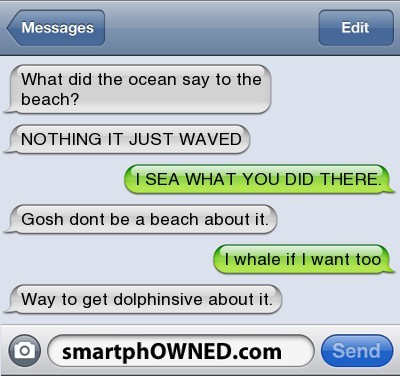 Messages
Edit
What did the ocean say to the
beach?
NOTHING IT JUST WAVED
I SEA WHAT YOU DID THERE.
Gosh dont be a beach about it.
I whale if I want too
Way to get dolphinsive about it.
smartphOWNED.com
Send